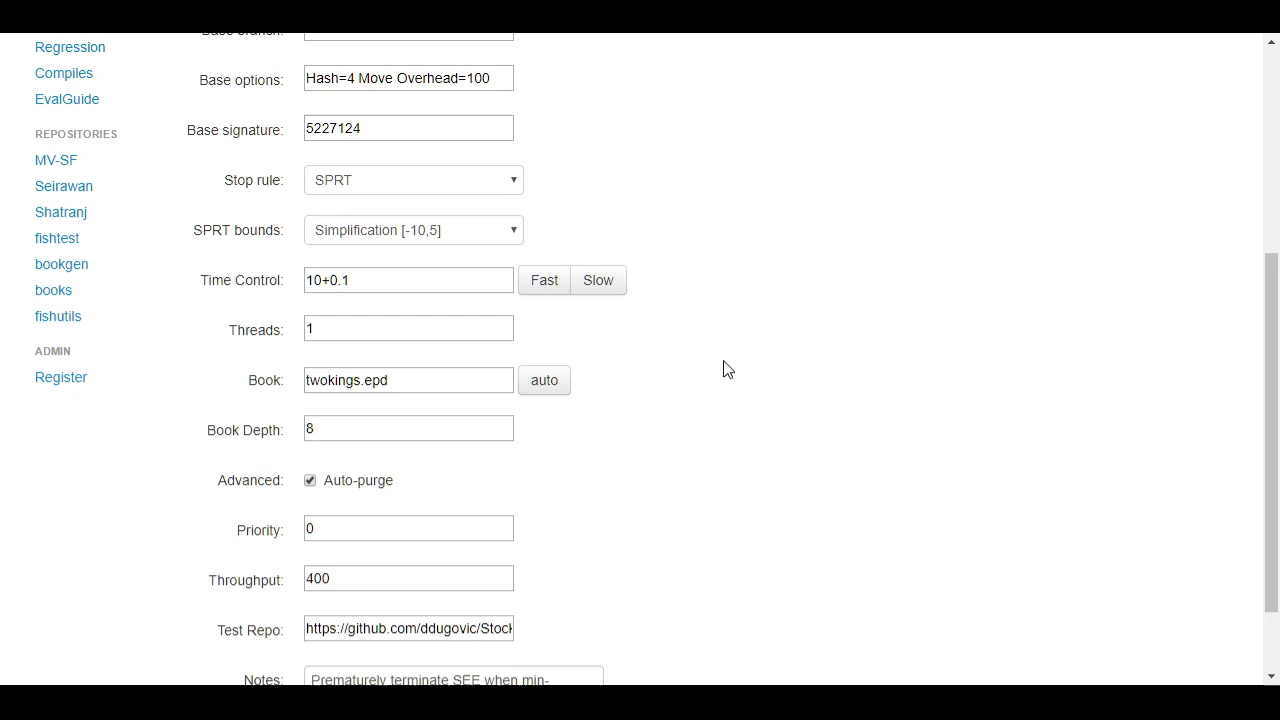 Regression
Compiles
EvalGuide
REPOSITORIES
MV-SF
Seirawan
Shatranj
fishtest
bookgen
books
fishutils
ADMIN
Register
Base branch:
Base options: Hash=4 Move Overhead=100
Base signature: 5227124
Stop rule: SPRT
SPRT bounds: Simplification [-10,5]
Time Control: 10+0.1 Fast Slow
Threads: 1
Book: twokings.epd auto
Book Depth: 8
Advanced: Auto-purge
Priority: 0
Throughput: 400
Test Repo: https://github.com/ddugovic/Stock
Notes: Prematurely terminate SEE when min-